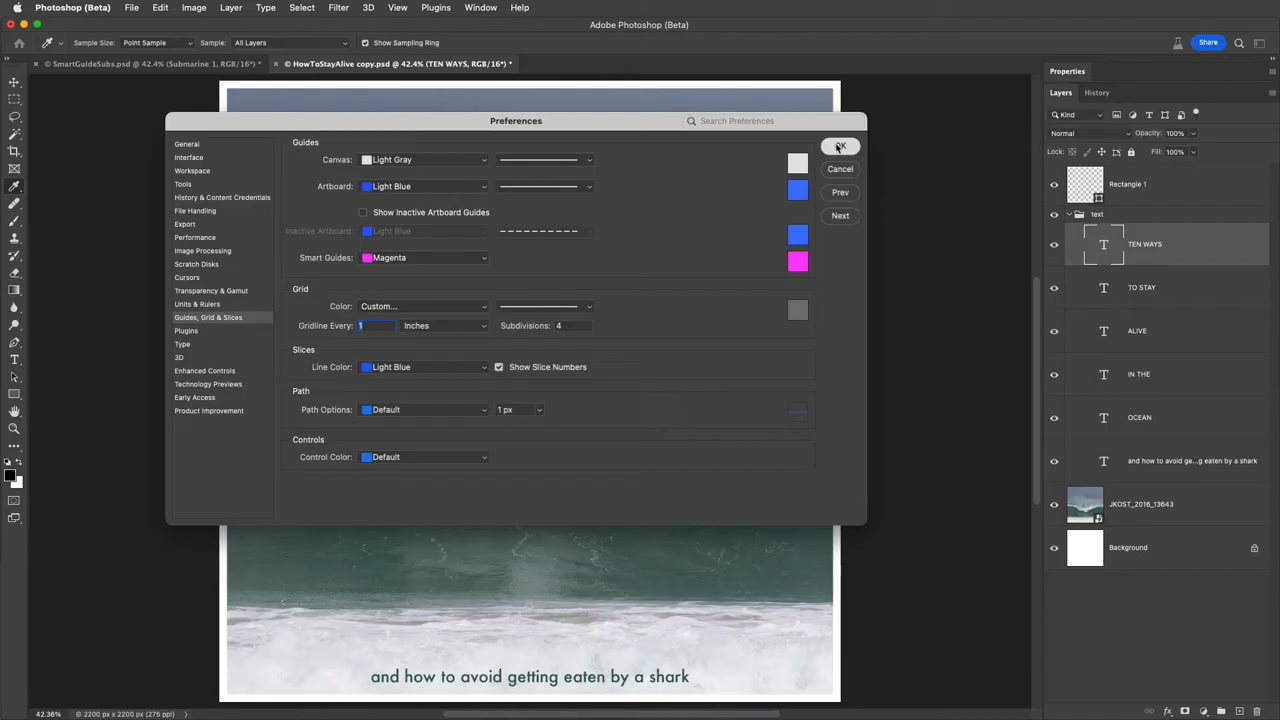 Photoshop (Beta) File Edit Image Layer Type Select Filter 3D View Plugins Window Help
Adobe Photoshop (Beta)
Sample Size: Point Sample Sample: All Layers Show Sampling Ring Share
SmartGuideSubs.psd @ 42.4% (Submarine 1, RGB/16*) *
© HowToStayAlive copy.psd @ 42.4% (TEN WAYS, RGB/16*) *
Preferences
Search Preferences
General
Interface
Workspace
Tools
History & Content Credentials
File Handling
Export
Performance
Image Processing
Scratch Disks
Cursors
Transparency & Gamut
Units & Rulers
Guides, Grid & Slices
Plugins
Type
3D
Enhanced Controls
Technology Previews
Early Access
Product Improvement
Guides
Canvas: Light Gray
Artboard: Light Blue
Show Inactive Artboard Guides
Inactive Artboard: Light Blue
Smart Guides: Magenta
Grid
Color: Custom...
Gridline Every: 1 Inches Subdivisions: 4
Slices
Line Color: Light Blue Show Slice Numbers
Path
Path Options: Default 1 px
Controls
Control Color: Default
OK
Cancel
Prev
Next
Properties
Layers History
Kind
Normal Opacity: 100%
Lock: Fill: 100%
Rectangle 1
text
TEN WAYS
TO STAY
ALIVE
IN THE
OCEAN
and how to avoid ge...g eaten by a shark
JKOST_2016_13643
Background
and how to avoid getting eaten by a shark
42.36% 2200 px x 2200 px (275 ppi)